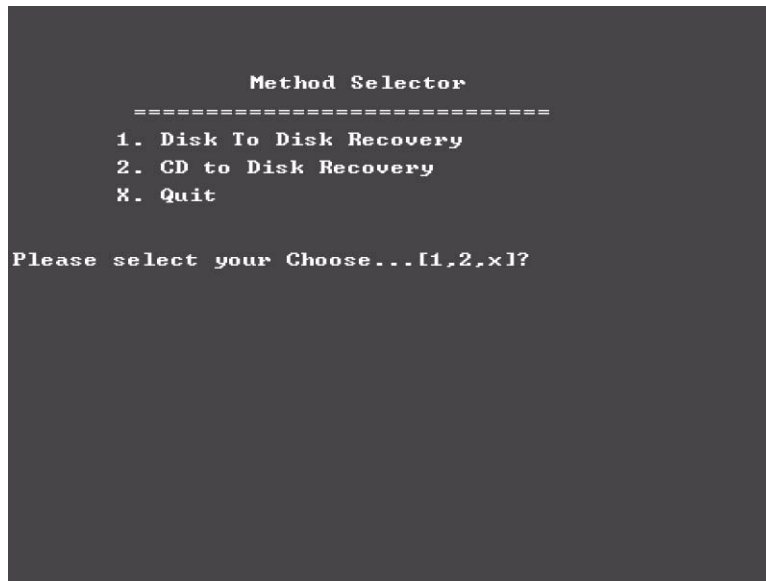 Method Selector
=============================
1. Disk To Disk Recovery
2. CD to Disk Recovery
X. Quit
Please select your Choose...[1,2,x]?